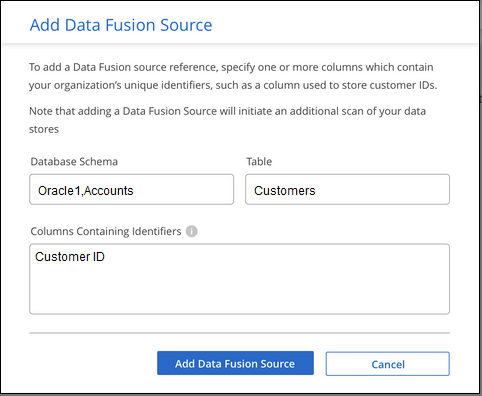 Add Data Fusion Source
To add a Data Fusion source reference, specify one or more columns which contain
your organization's unique identifiers, such as a column used to store customer IDs.
Note that adding a Data Fusion Source will initiate an additional scan of your data
stores
Database Schema
Table
Oracle1,Accounts
Customers
Columns Containing Identifiers
Customer ID
Add Data Fusion Source
Cancel